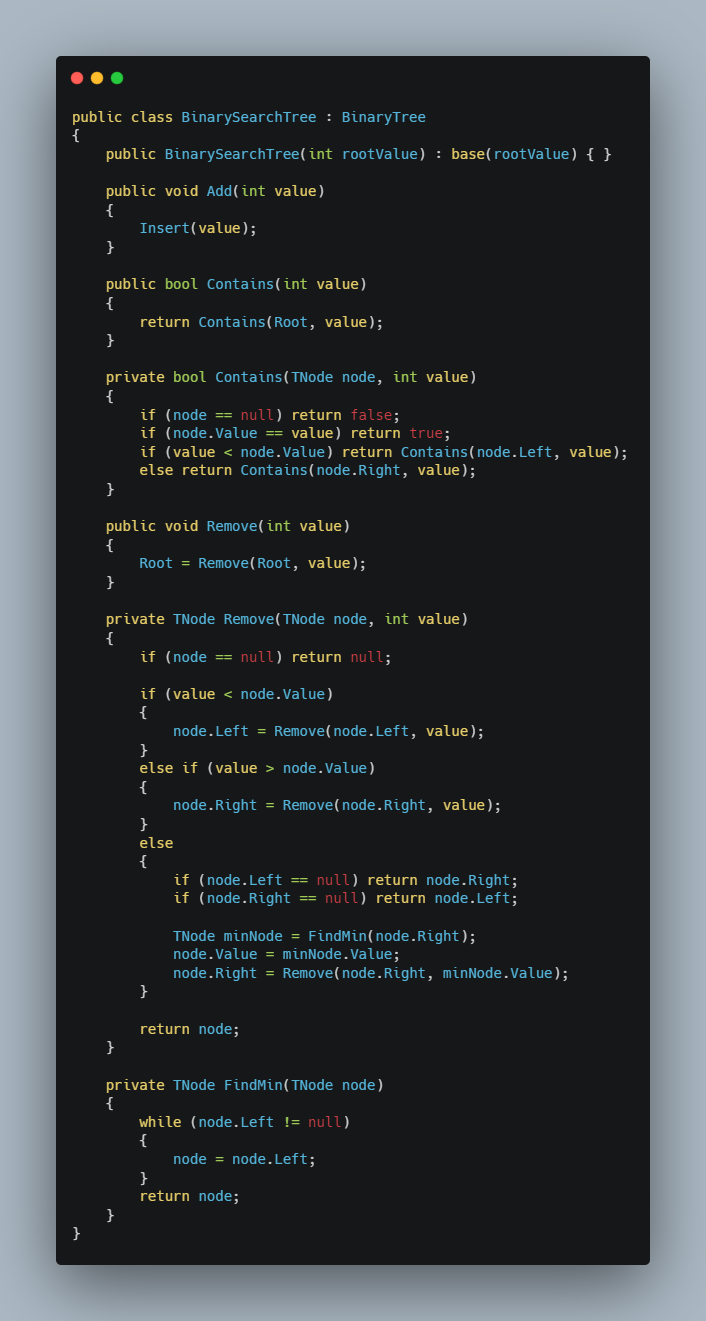 public class BinarySearchTree : BinaryTree
{
    public BinarySearchTree(int rootValue) : base(rootValue) { }

    public void Add(int value)
    {
        Insert(value);
    }

    public bool Contains(int value)
    {
        return Contains(Root, value);
    }

    private bool Contains(TNode node, int value)
    {
        if (node == null) return false;
        if (node.Value == value) return true;
        if (value < node.Value) return Contains(node.Left, value);
        else return Contains(node.Right, value);
    }

    public void Remove(int value)
    {
        Root = Remove(Root, value);
    }

    private TNode Remove(TNode node, int value)
    {
        if (node == null) return null;

        if (value < node.Value)
        {
            node.Left = Remove(node.Left, value);
        }
        else if (value > node.Value)
        {
            node.Right = Remove(node.Right, value);
        }
        else
        {
            if (node.Left == null) return node.Right;
            if (node.Right == null) return node.Left;

            TNode minNode = FindMin(node.Right);
            node.Value = minNode.Value;
            node.Right = Remove(node.Right, minNode.Value);
        }

        return node;
    }

    private TNode FindMin(TNode node)
    {
        while (node.Left != null)
        {
            node = node.Left;
        }
        return node;
    }
}